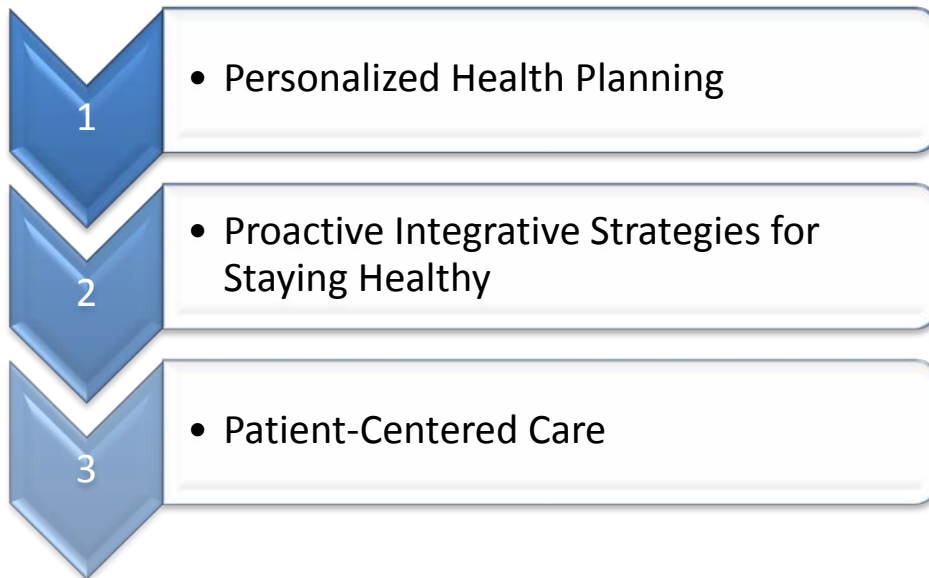 1
• Personalized Health Planning
2
• Proactive Integrative Strategies for
Staying Healthy
3
• Patient-Centered Care